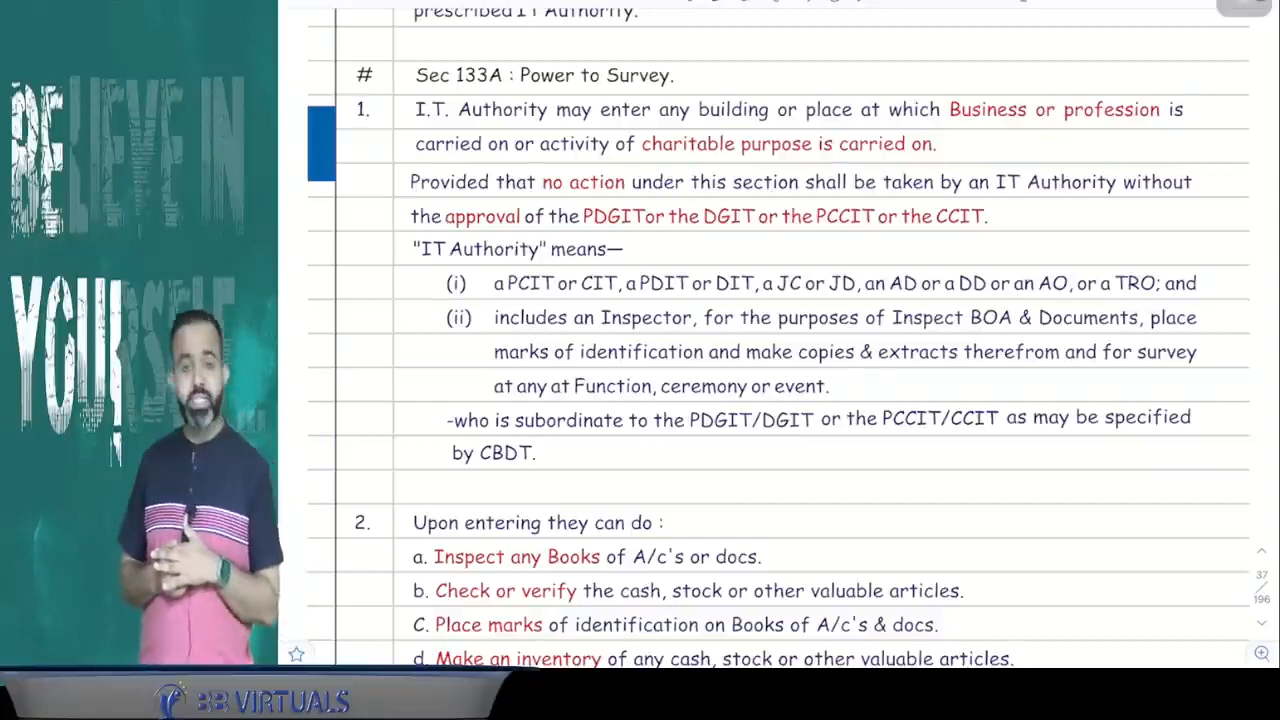 prescribed IT Authority.
# Sec 133A : Power to Survey.
1. I.T. Authority may enter any building or place at which Business or profession is
carried on or activity of charitable purpose is carried on.
Provided that no action under this section shall be taken by an IT Authority without
the approval of the PDGIT or the DGIT or the PCCIT or the CCIT.
"IT Authority" means—
(i) a PCIT or CIT, a PDIT or DIT, a JC or JD, an AD or a DD or an AO, or a TRO; and
(ii) includes an Inspector, for the purposes of Inspect BOA & Documents, place
marks of identification and make copies & extracts therefrom and for survey
at any at Function, ceremony or event.
-who is subordinate to the PDGIT/DGIT or the PCCIT/CCIT as may be specified
by CBDT.
2. Upon entering they can do :
a. Inspect any Books of A/c's or docs.
b. Check or verify the cash, stock or other valuable articles.
C. Place marks of identification on Books of A/c's & docs.
d. Make an inventory of any cash, stock or other valuable articles.
37
/
196
BELIEVE IN
YOURSELF
BB VIRTUALS